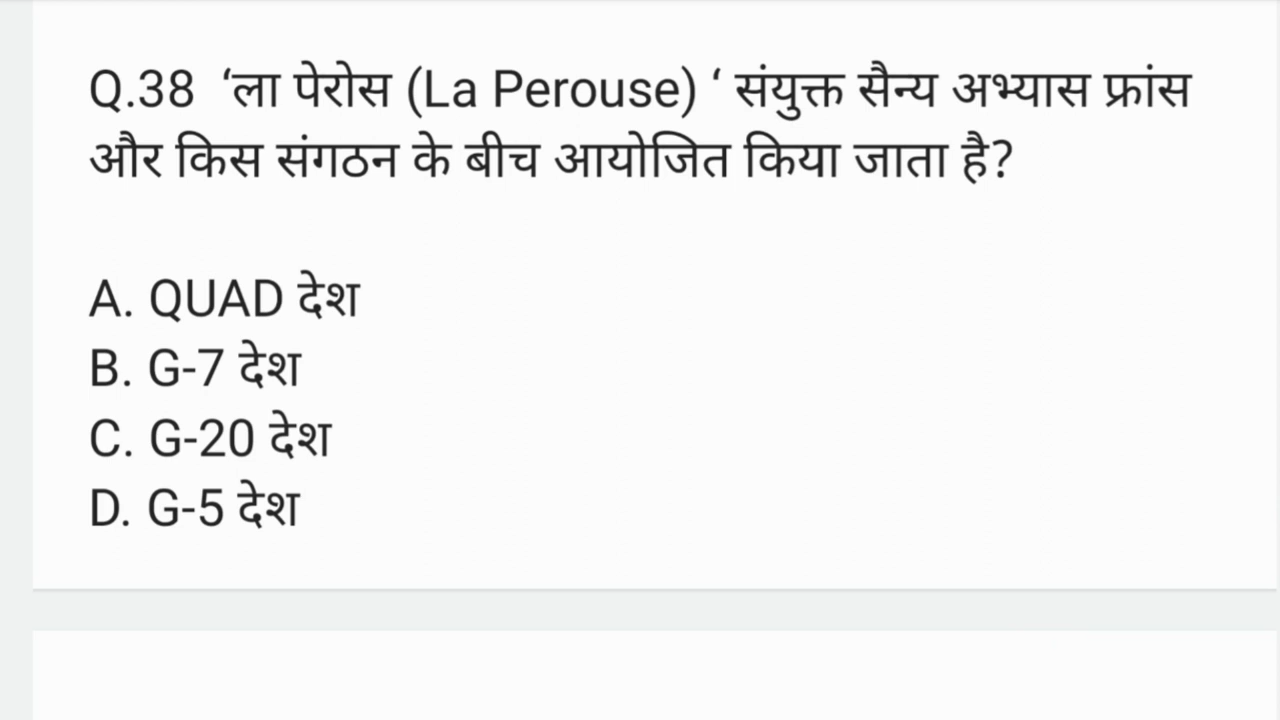 Q.38 ‘ला पेरोस (La Perouse) ‘ संयुक्त सैन्य अभ्यास फ्रांस
और किस संगठन के बीच आयोजित किया जाता है?
A. QUAD देश
B. G-7 देश
C. G-20 देश
D. G-5 देश